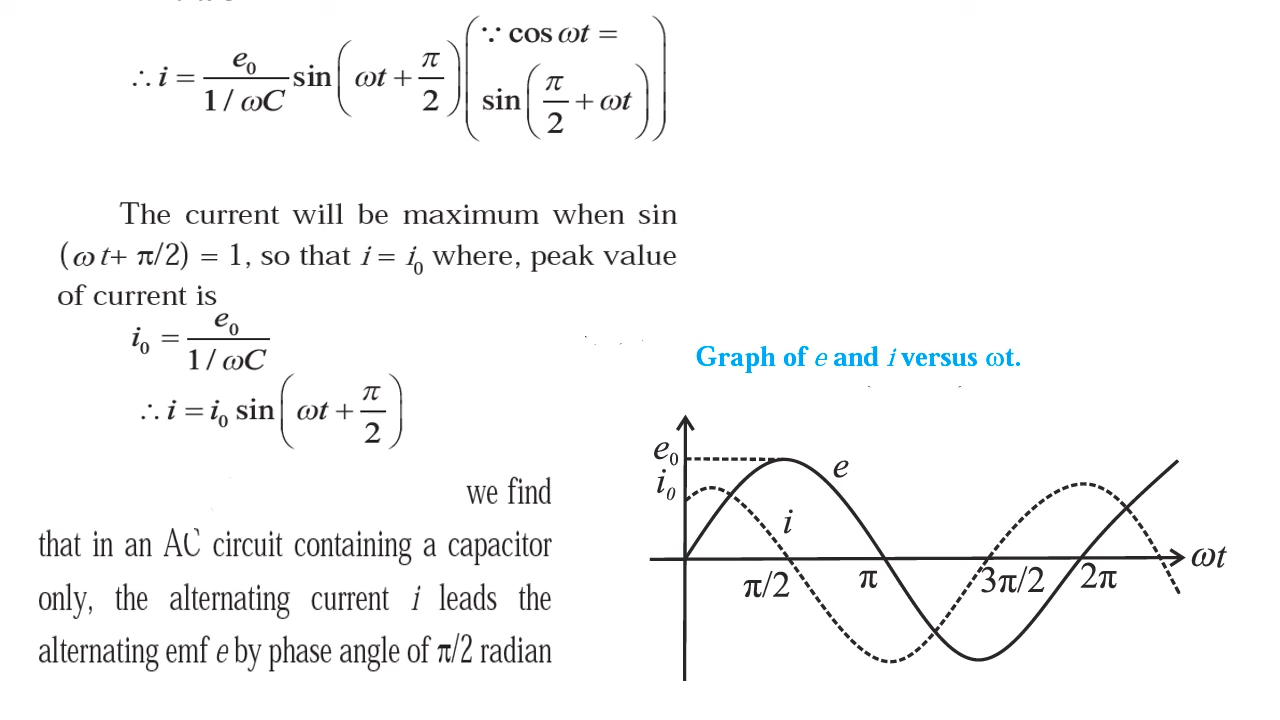 ∴ i = e₀ / (1/ωC) sin(ωt + π/2) (∵ cos ωt =
sin(π/2 + ωt))
The current will be maximum when sin
(ω t+ π/2) = 1, so that i = i₀ where, peak value
of current is
i₀ = e₀ / (1/ωC)
∴ i = i₀ sin(ωt + π/2)
we find
that in an AC circuit containing a capacitor
only, the alternating current i leads the
alternating emf e by phase angle of π/2 radian
Graph of e and i versus ωt.
e₀
e
i₀
i
ωt
π/2
π
3π/2
2π